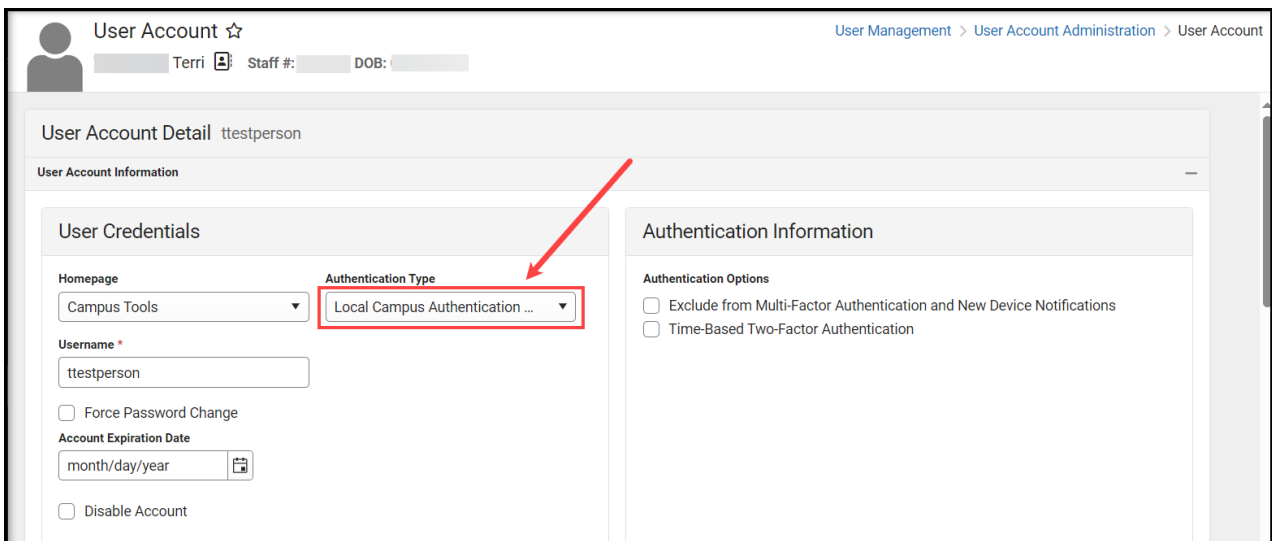 User Account
User Management > User Account Administration > User Account
Terri Staff #: DOB:
User Account Detail ttestperson
User Account Information
User Credentials
Authentication Information
Homepage
Authentication Type
Authentication Options
Campus Tools
Local Campus Authentication ...
Exclude from Multi-Factor Authentication and New Device Notifications
Time-Based Two-Factor Authentication
Username *
ttestperson
Force Password Change
Account Expiration Date
month/day/year
Disable Account